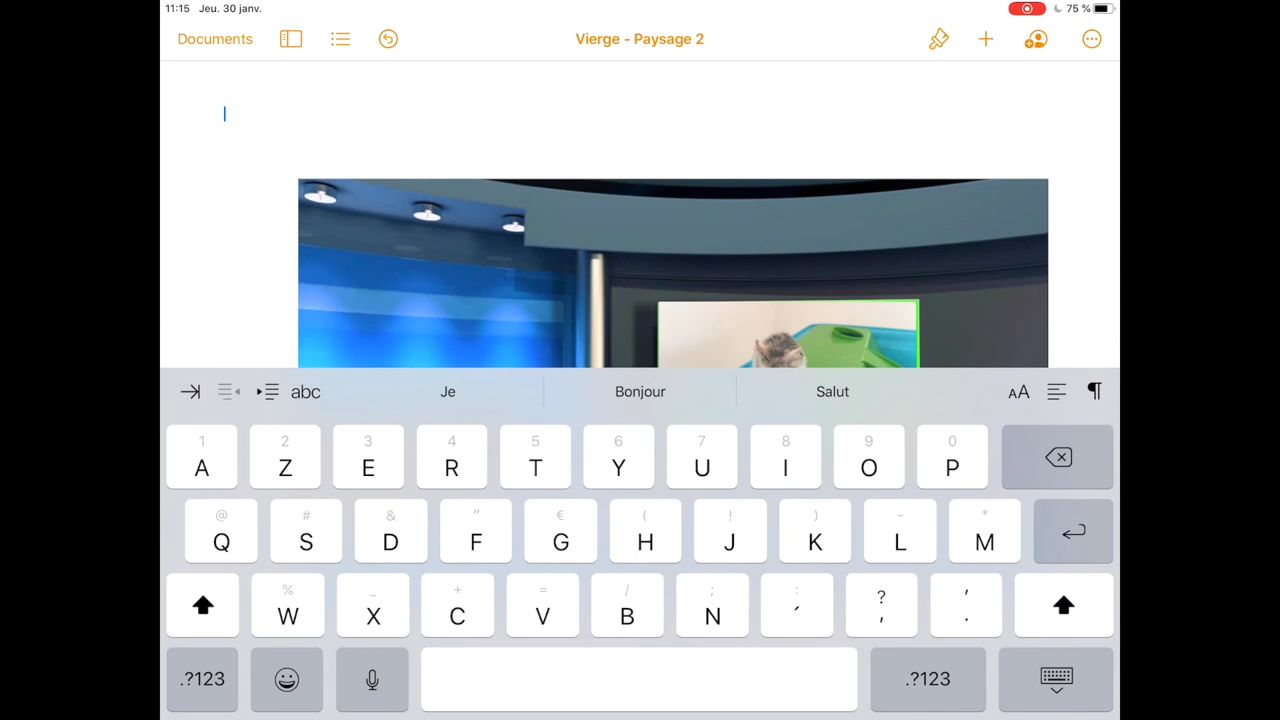 11:15 Jeu. 30 janv. 75 %
Documents Vierge - Paysage 2
abc Je Bonjour Salut AA ¶
1 2 3 4 5 6 7 8 9 0
A Z E R T Y U I O P
@ # & " € ( ! ) - *
Q S D F G H J K L M
% _ + = / ; : ? '
W X C V B N ´ , .
.?123 .?123